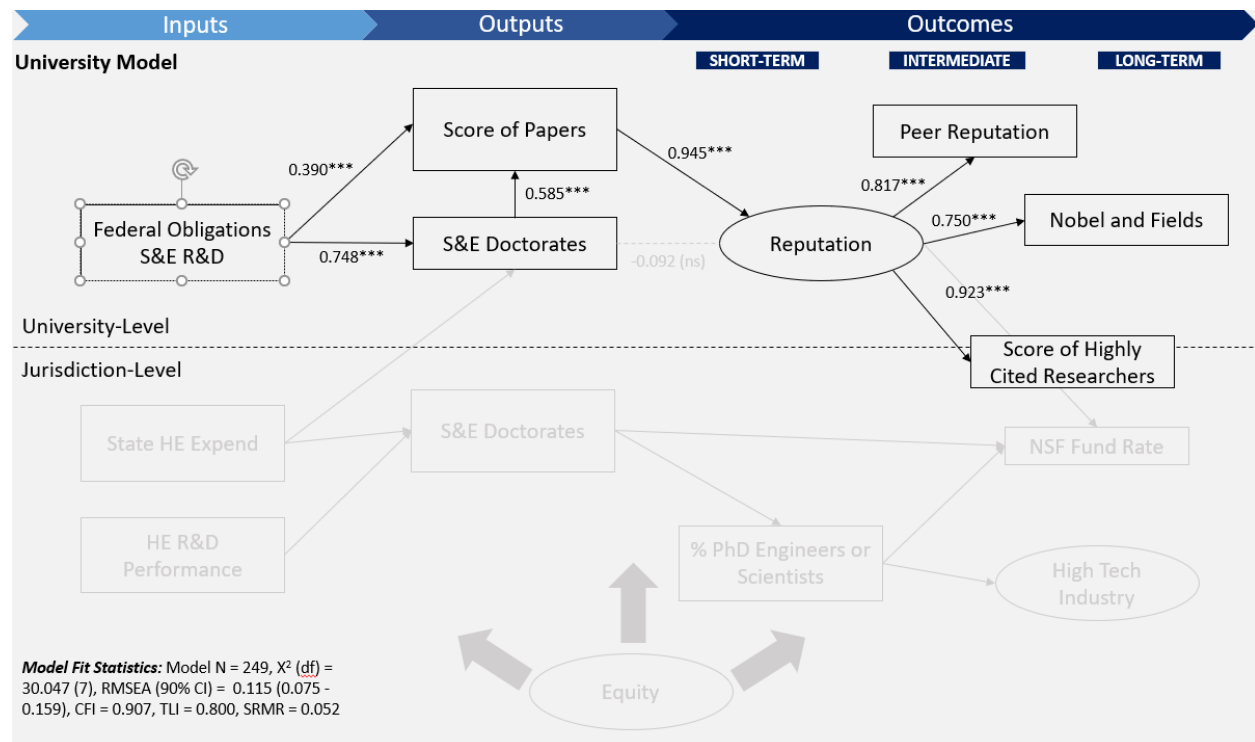 Inputs
Outputs
Outcomes
University Model
SHORT-TERM
INTERMEDIATE
LONG-TERM
Score of Papers
Peer Reputation
0.390***
0.945***
0.817***
0.585***
Federal Obligations
S&E R&D
0.748***
S&E Doctorates
-0.092 (ns)
Reputation
0.750***
Nobel and Fields
0.923***
University-Level
Jurisdiction-Level
Score of Highly
Cited Researchers
State HE Expend
S&E Doctorates
NSF Fund Rate
HE R&D
Performance
% PhD Engineers or
Scientists
High Tech
Industry
Equity
Model Fit Statistics: Model N = 249, X² (df) =
30.047 (7), RMSEA (90% CI) = 0.115 (0.075 -
0.159), CFI = 0.907, TLI = 0.800, SRMR = 0.052